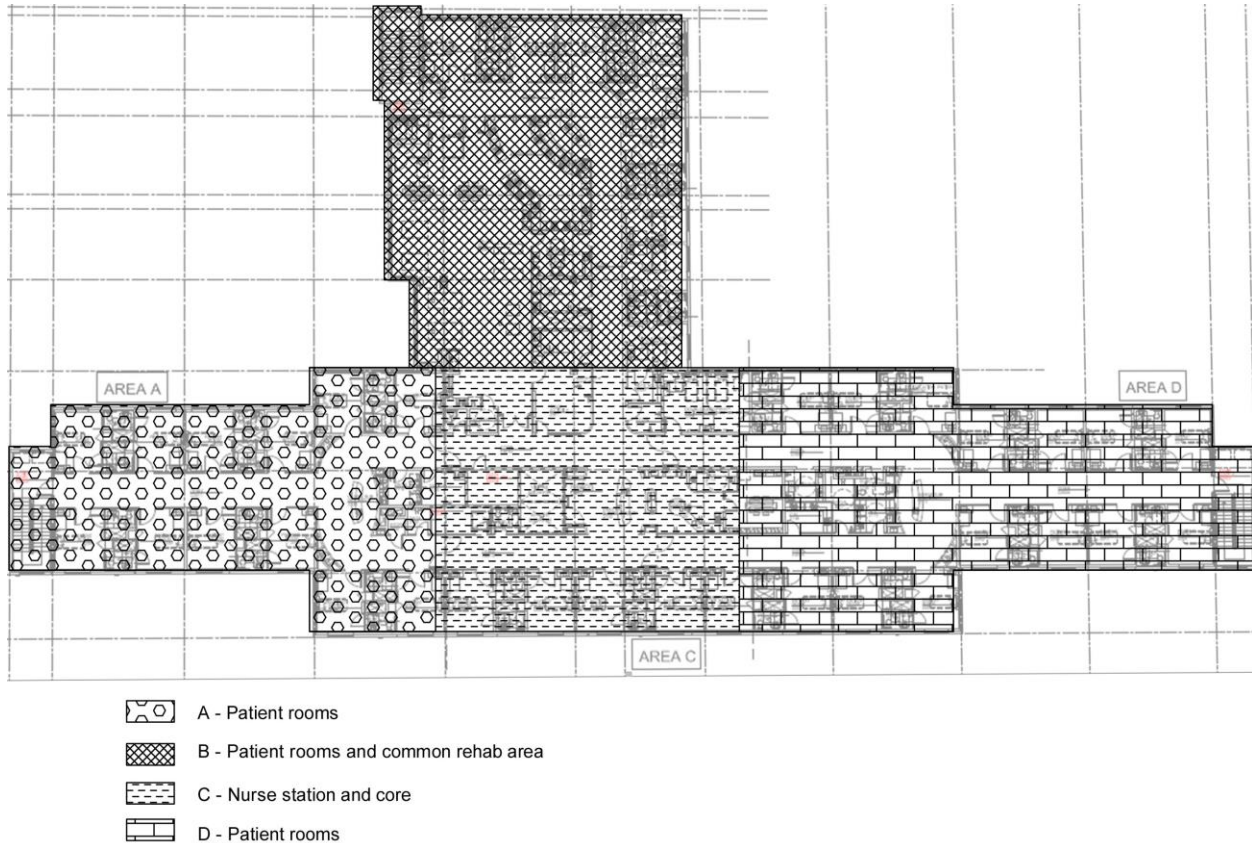 AREA A
AREA D
AREA C
A - Patient rooms
B - Patient rooms and common rehab area
C - Nurse station and core
D - Patient rooms